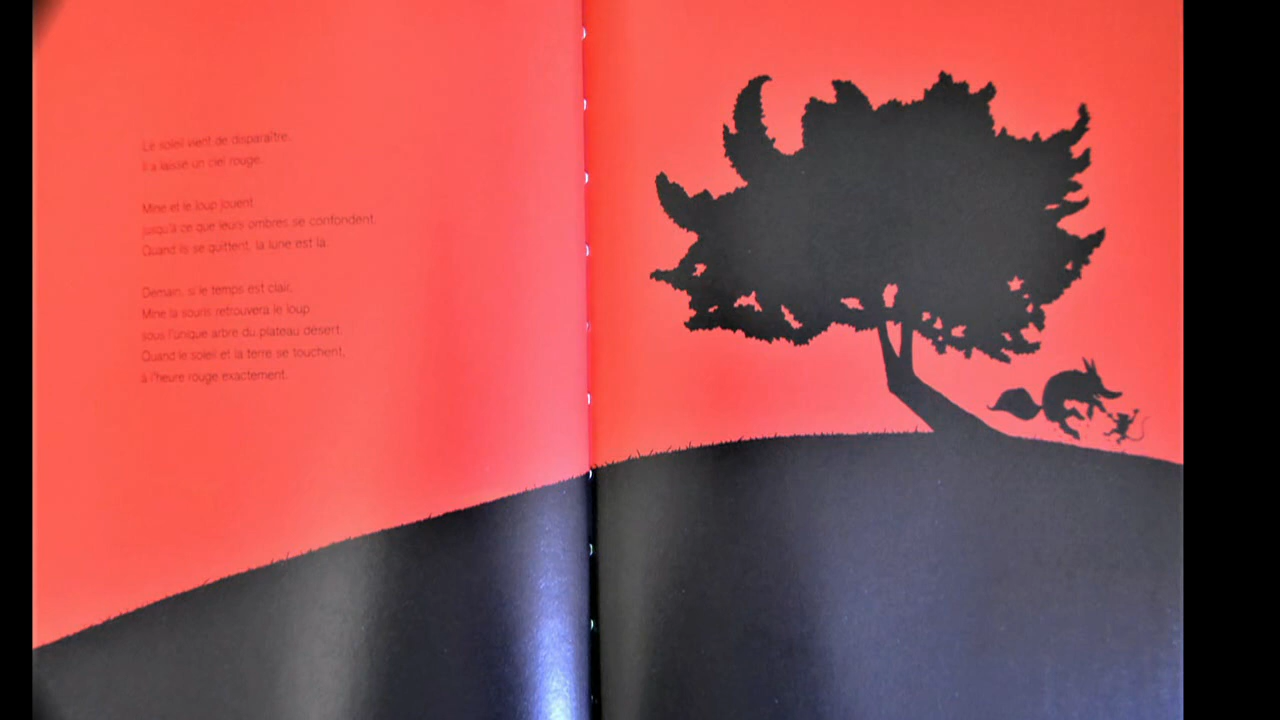 Le soleil vient de disparaître.
Il a laissé un ciel rouge.
Mine et le loup jouent
jusqu'à ce que leurs ombres se confondent.
Quand ils se quittent, la lune est là.
Demain, si le temps est clair,
Mine la souris retrouvera le loup
sous l'unique arbre du plateau désert.
Quand le soleil et la terre se touchent,
à l'heure rouge exactement.